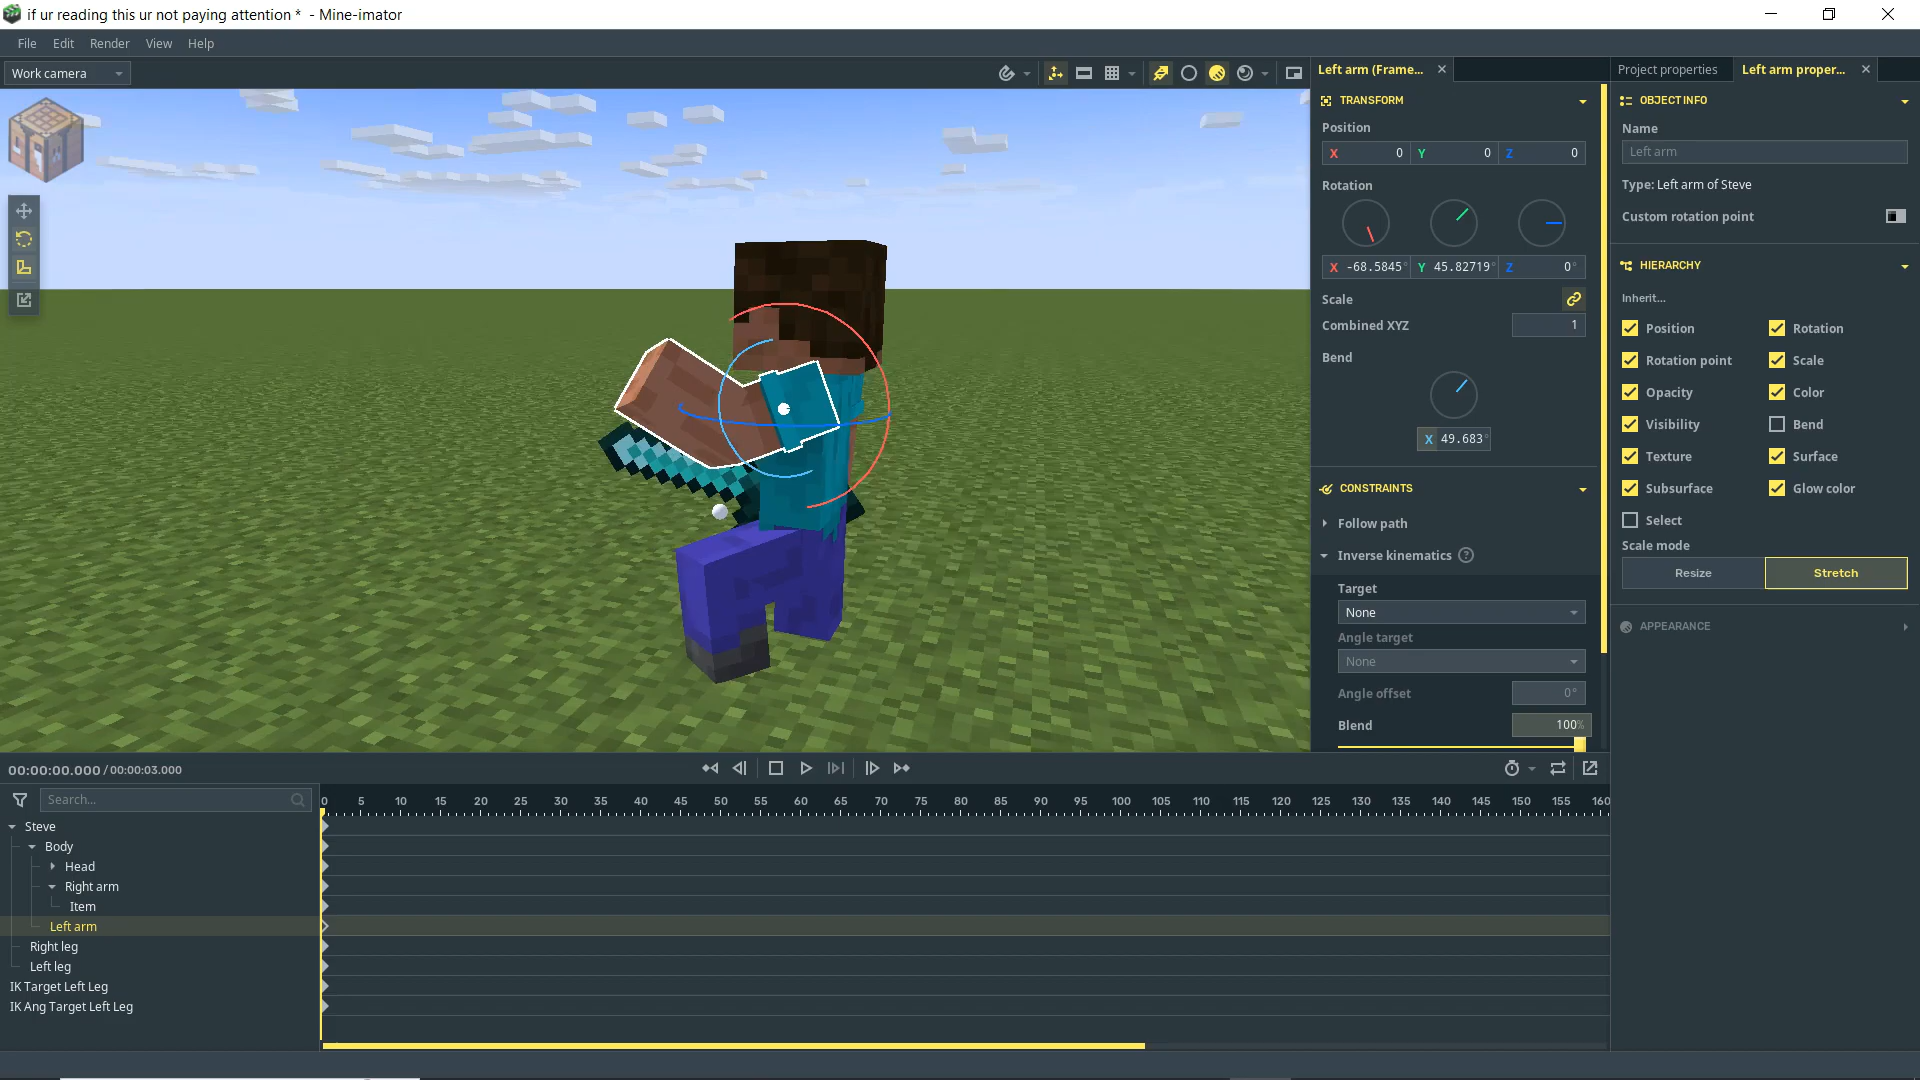 if ur reading this ur not paying attention * - Mine-imator
File Edit Render View Help
Work camera
Left arm (Frame...
Project properties
Left arm proper...
TRANSFORM
Position
X 0 Y 0 Z 0
Rotation
X -68.5845° Y 45.82719° Z 0°
Scale
Combined XYZ 1
Bend
X 49.683°
CONSTRAINTS
Follow path
Inverse kinematics ?
Target
None
Angle target
None
Angle offset 0°
Blend 100%
OBJECT INFO
Name
Left arm
Type: Left arm of Steve
Custom rotation point
HIERARCHY
Inherit...
Position Rotation
Rotation point Scale
Opacity Color
Visibility Bend
Texture Surface
Subsurface Glow color
Select
Scale mode
Resize Stretch
APPEARANCE
00:00:00.000 / 00:00:03.000
Search...
0 5 10 15 20 25 30 35 40 45 50 55 60 65 70 75 80 85 90 95 100 105 110 115 120 125 130 135 140 145 150 155 160
Steve
Body
Head
Right arm
Item
Left arm
Right leg
Left leg
IK Target Left Leg
IK Ang Target Left Leg